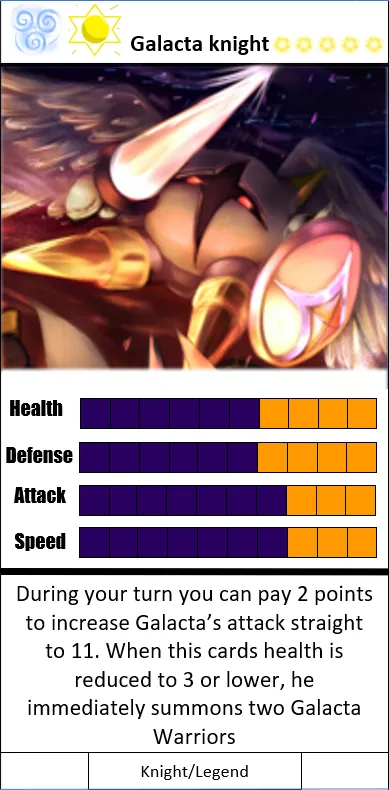 Galacta knight
Health
Defense
Attack
Speed
During your turn you can pay 2 points
to increase Galacta's attack straight
to 11. When this cards health is
reduced to 3 or lower, he
immediately summons two Galacta
Warriors
Knight/Legend